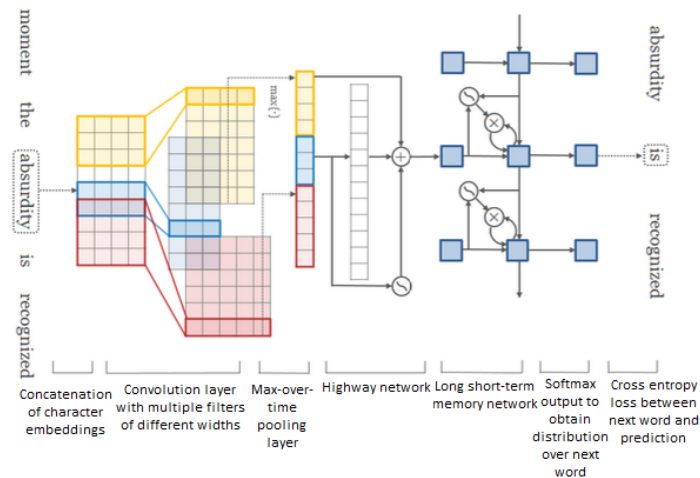 moment the absurdity is recognized
max{·}
absurdity is recognized
Concatenation
of character
embeddings
Convolution layer
with multiple filters
of different widths
Max-over-
time pooling
layer
Highway network
Long short-term
memory network
Softmax
output to
obtain
distribution
over next
word
Cross entropy
loss between
next word and
prediction